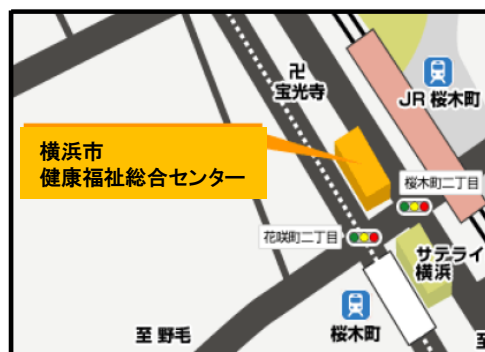 卍
宝光寺
JR 桜木町
横浜市
健康福祉総合センター
桜木町二丁目
花咲町二丁目
サテライ
横浜
桜木町
至 野毛
至